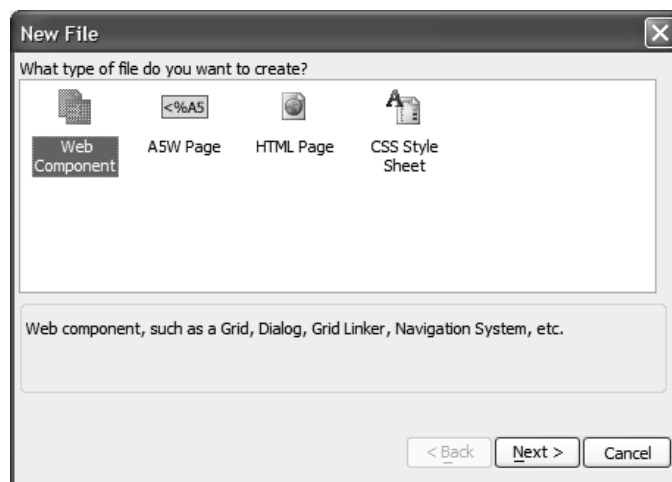 New File
What type of file do you want to create?
<%A5
Web Component
A5W Page
HTML Page
CSS Style Sheet
Web component, such as a Grid, Dialog, Grid Linker, Navigation System, etc.
< Back
Next >
Cancel